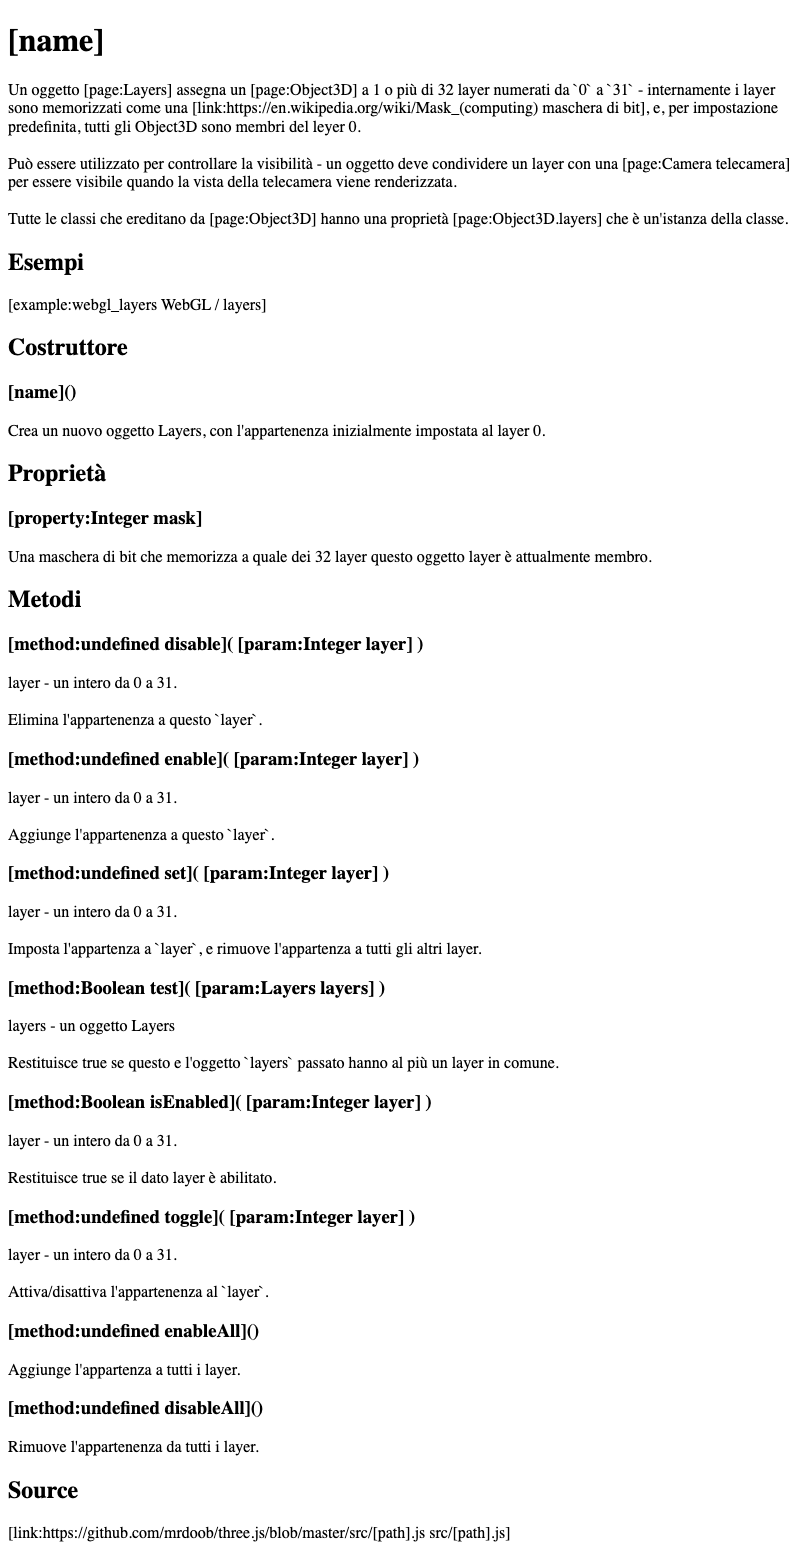 [name]
Un oggetto [page:Layers] assegna un [page:Object3D] a 1 o più di 32 layer numerati da `0` a `31` - internamente i layer
sono memorizzati come una [link:https://en.wikipedia.org/wiki/Mask_(computing) maschera di bit], e, per impostazione
predefinita, tutti gli Object3D sono membri del leyer 0.
Può essere utilizzato per controllare la visibilità - un oggetto deve condividere un layer con una [page:Camera telecamera]
per essere visibile quando la vista della telecamera viene renderizzata.
Tutte le classi che ereditano da [page:Object3D] hanno una proprietà [page:Object3D.layers] che è un'istanza della classe.
Esempi
[example:webgl_layers WebGL / layers]
Costruttore
[name]()
Crea un nuovo oggetto Layers, con l'appartenenza inizialmente impostata al layer 0.
Proprietà
[property:Integer mask]
Una maschera di bit che memorizza a quale dei 32 layer questo oggetto layer è attualmente membro.
Metodi
[method:undefined disable]( [param:Integer layer] )
layer - un intero da 0 a 31.
Elimina l'appartenenza a questo `layer`.
[method:undefined enable]( [param:Integer layer] )
layer - un intero da 0 a 31.
Aggiunge l'appartenenza a questo `layer`.
[method:undefined set]( [param:Integer layer] )
layer - un intero da 0 a 31.
Imposta l'appartenza a `layer`, e rimuove l'appartenza a tutti gli altri layer.
[method:Boolean test]( [param:Layers layers] )
layers - un oggetto Layers
Restituisce true se questo e l'oggetto `layers` passato hanno al più un layer in comune.
[method:Boolean isEnabled]( [param:Integer layer] )
layer - un intero da 0 a 31.
Restituisce true se il dato layer è abilitato.
[method:undefined toggle]( [param:Integer layer] )
layer - un intero da 0 a 31.
Attiva/disattiva l'appartenenza al `layer`.
[method:undefined enableAll]()
Aggiunge l'appartenza a tutti i layer.
[method:undefined disableAll]()
Rimuove l'appartenenza da tutti i layer.
Source
[link:https://github.com/mrdoob/three.js/blob/master/src/[path].js src/[path].js]